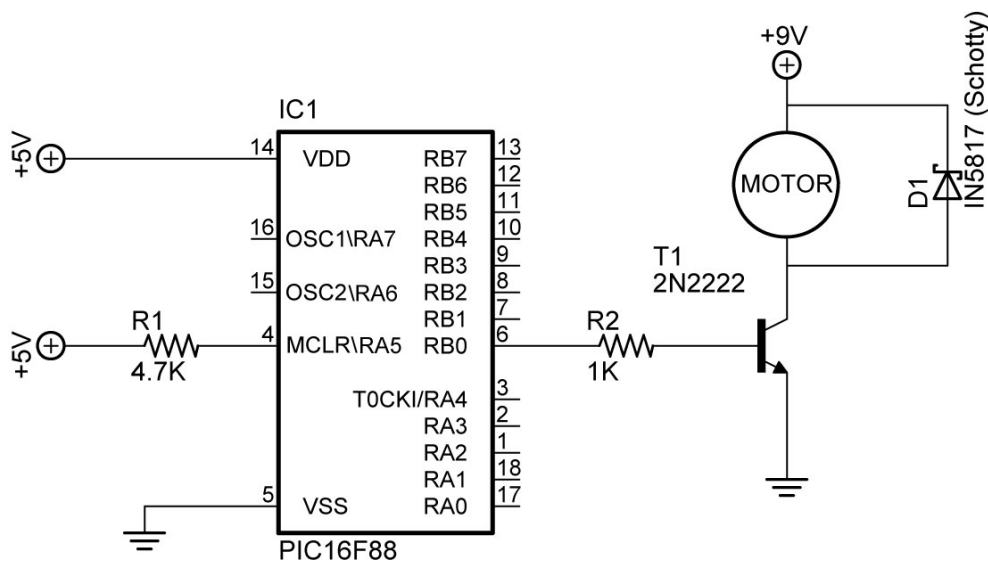 +9V
IN5817 (Schotty)
D1
MOTOR
T1
2N2222
IC1
+5V
14
VDD
RB7
13
RB6
12
RB5
11
16
OSC1\RA7
RB4
10
RB3
9
15
OSC2\RA6
RB2
8
RB1
7
+5V
R1
4.7K
4
MCLR\RA5
RB0
6
R2
1K
T0CKI/RA4
3
RA3
2
RA2
1
RA1
18
5
VSS
RA0
17
PIC16F88